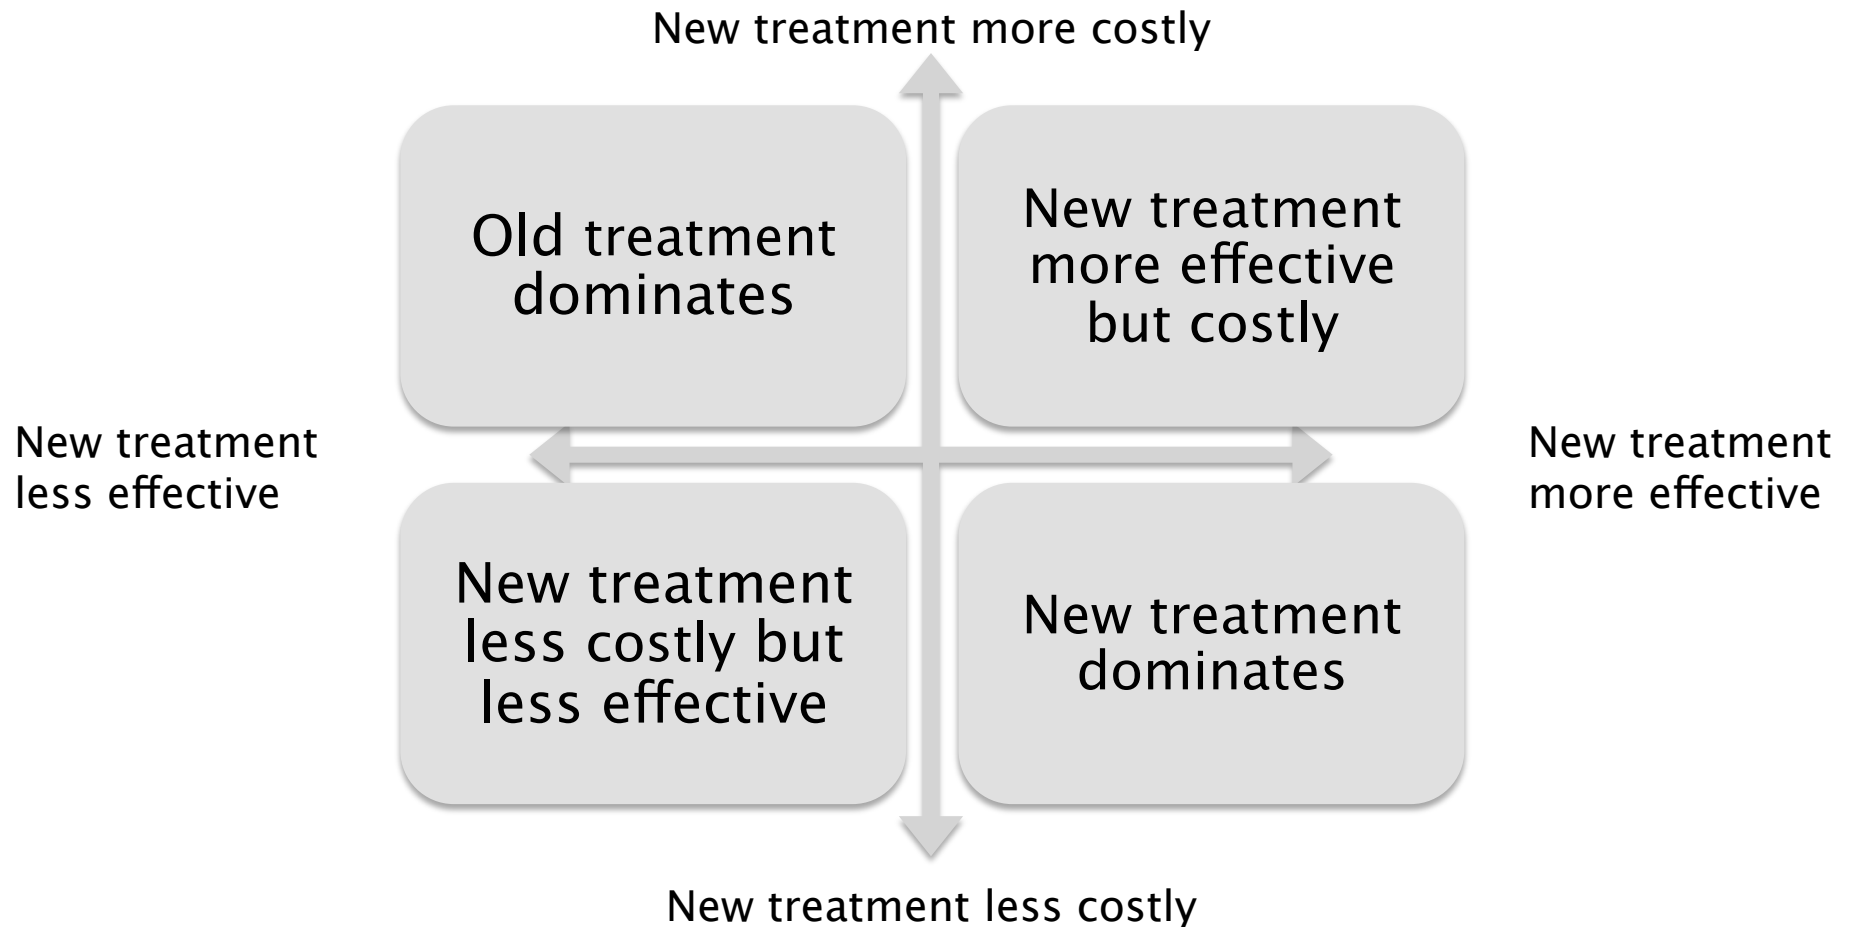 New treatment more costly
Old treatment
dominates
New treatment
more effective
but costly
New treatment
less effective
New treatment
more effective
New treatment
less costly but
less effective
New treatment
dominates
New treatment less costly